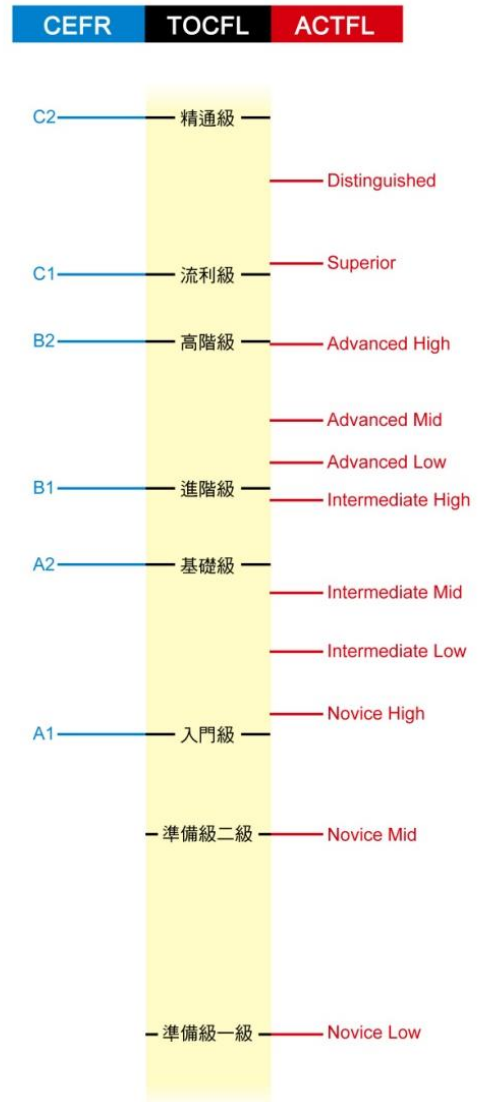 CEFR TOCFL ACTFL
C2 精通級
Distinguished
Superior
C1 流利級
B2 高階級 Advanced High
Advanced Mid
Advanced Low
B1 進階級
Intermediate High
A2 基礎級
Intermediate Mid
Intermediate Low
Novice High
A1 入門級
準備級二級 Novice Mid
準備級一級 Novice Low